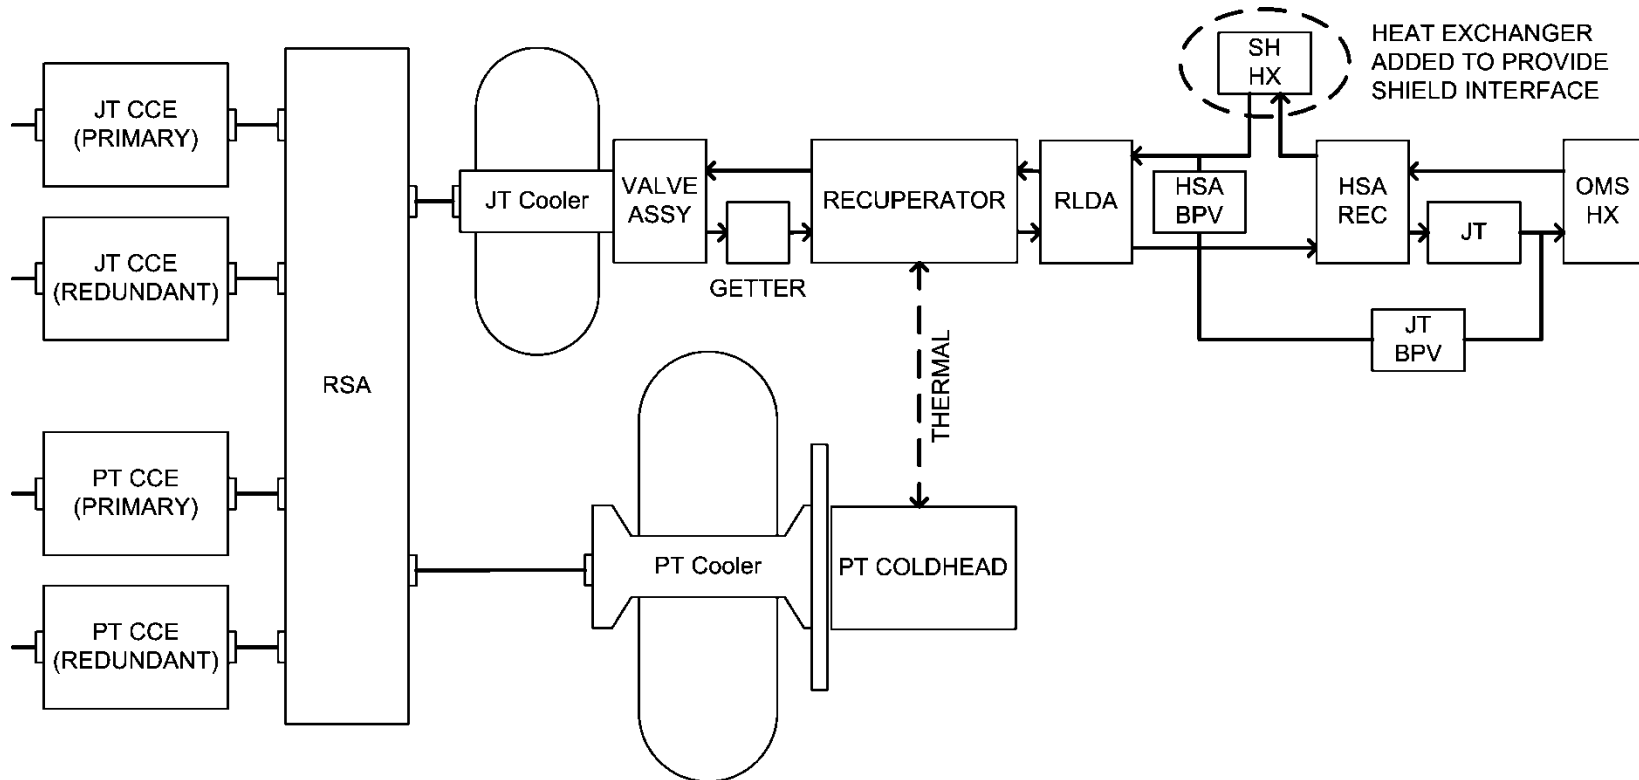 JT CCE
(PRIMARY)
JT CCE
(REDUNDANT)
PT CCE
(PRIMARY)
PT CCE
(REDUNDANT)
RSA
JT Cooler
VALVE
ASSY
GETTER
RECUPERATOR
RLDA
HSA
BPV
SH
HX
HEAT EXCHANGER
ADDED TO PROVIDE
SHIELD INTERFACE
HSA
REC
JT
OMS
HX
JT
BPV
THERMAL
PT Cooler
PT COLDHEAD